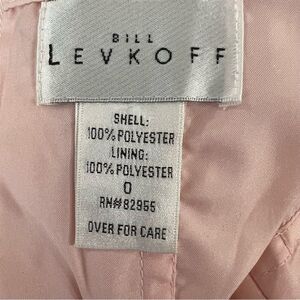 BILL
LEVKOFF
SHELL:
100% POLYESTER
LINING:
100% POLYESTER
0
RN#82955
OVER FOR CARE